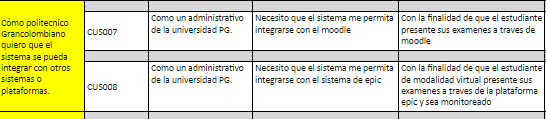 Cómo politecnico
Grancolombiano
quiero que el
sistema se pueda
integrar con otros
sistemas o
plataformas.
CUS007
Como un administrativo
de la universidad PG.
Necesito que el sistema me permita
integrarse con el moodle
Con la finalidad de que el estudiante
presente sus examenes a traves de
moodle
CUS008
Como un administrativo
de la universidad PG.
Necesito que el sistema me permita
integrarse con el sistema de epic
Con la finalidad de que el estudiante
de modalidad virtual presente sus
examenes a traves de la plataforma
epic y sea monitoreado